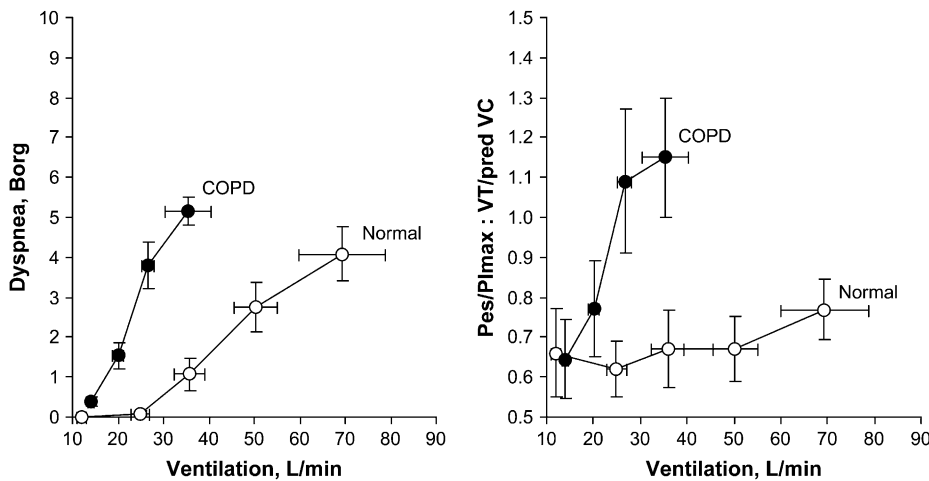 Dyspnea, Borg
10
9
8
7
6
5
4
3
2
1
0
COPD
Normal
10 20 30 40 50 60 70 80 90
Ventilation, L/min
Pes/PImax : VT/pred VC
1.5
1.4
1.3
1.2
1.1
1.0
0.9
0.8
0.7
0.6
0.5
COPD
Normal
10 20 30 40 50 60 70 80 90
Ventilation, L/min